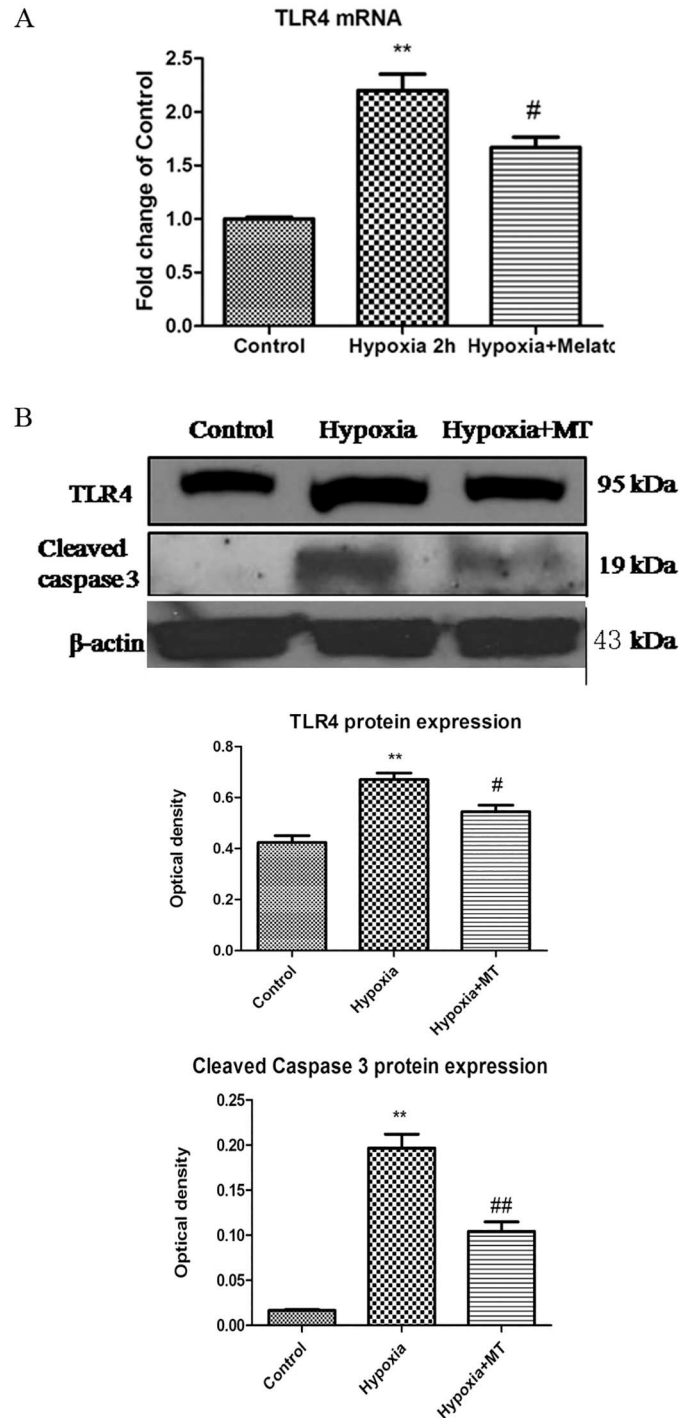 A
TLR4 mRNA
**
#
Fold change of Control
2.5
2.0
1.5
1.0
0.5
0.0
Control Hypoxia 2h Hypoxia+Melatc
B
Control Hypoxia Hypoxia+MT
TLR4 95 kDa
Cleaved
caspase 3 19 kDa
β-actin 43 kDa
TLR4 protein expression
**
#
Optical density
0.8
0.6
0.4
0.2
0.0
Control Hypoxia Hypoxia+MT
Cleaved Caspase 3 protein expression
**
##
Optical density
0.25
0.20
0.15
0.10
0.05
0.00
Control Hypoxia Hypoxia+MT